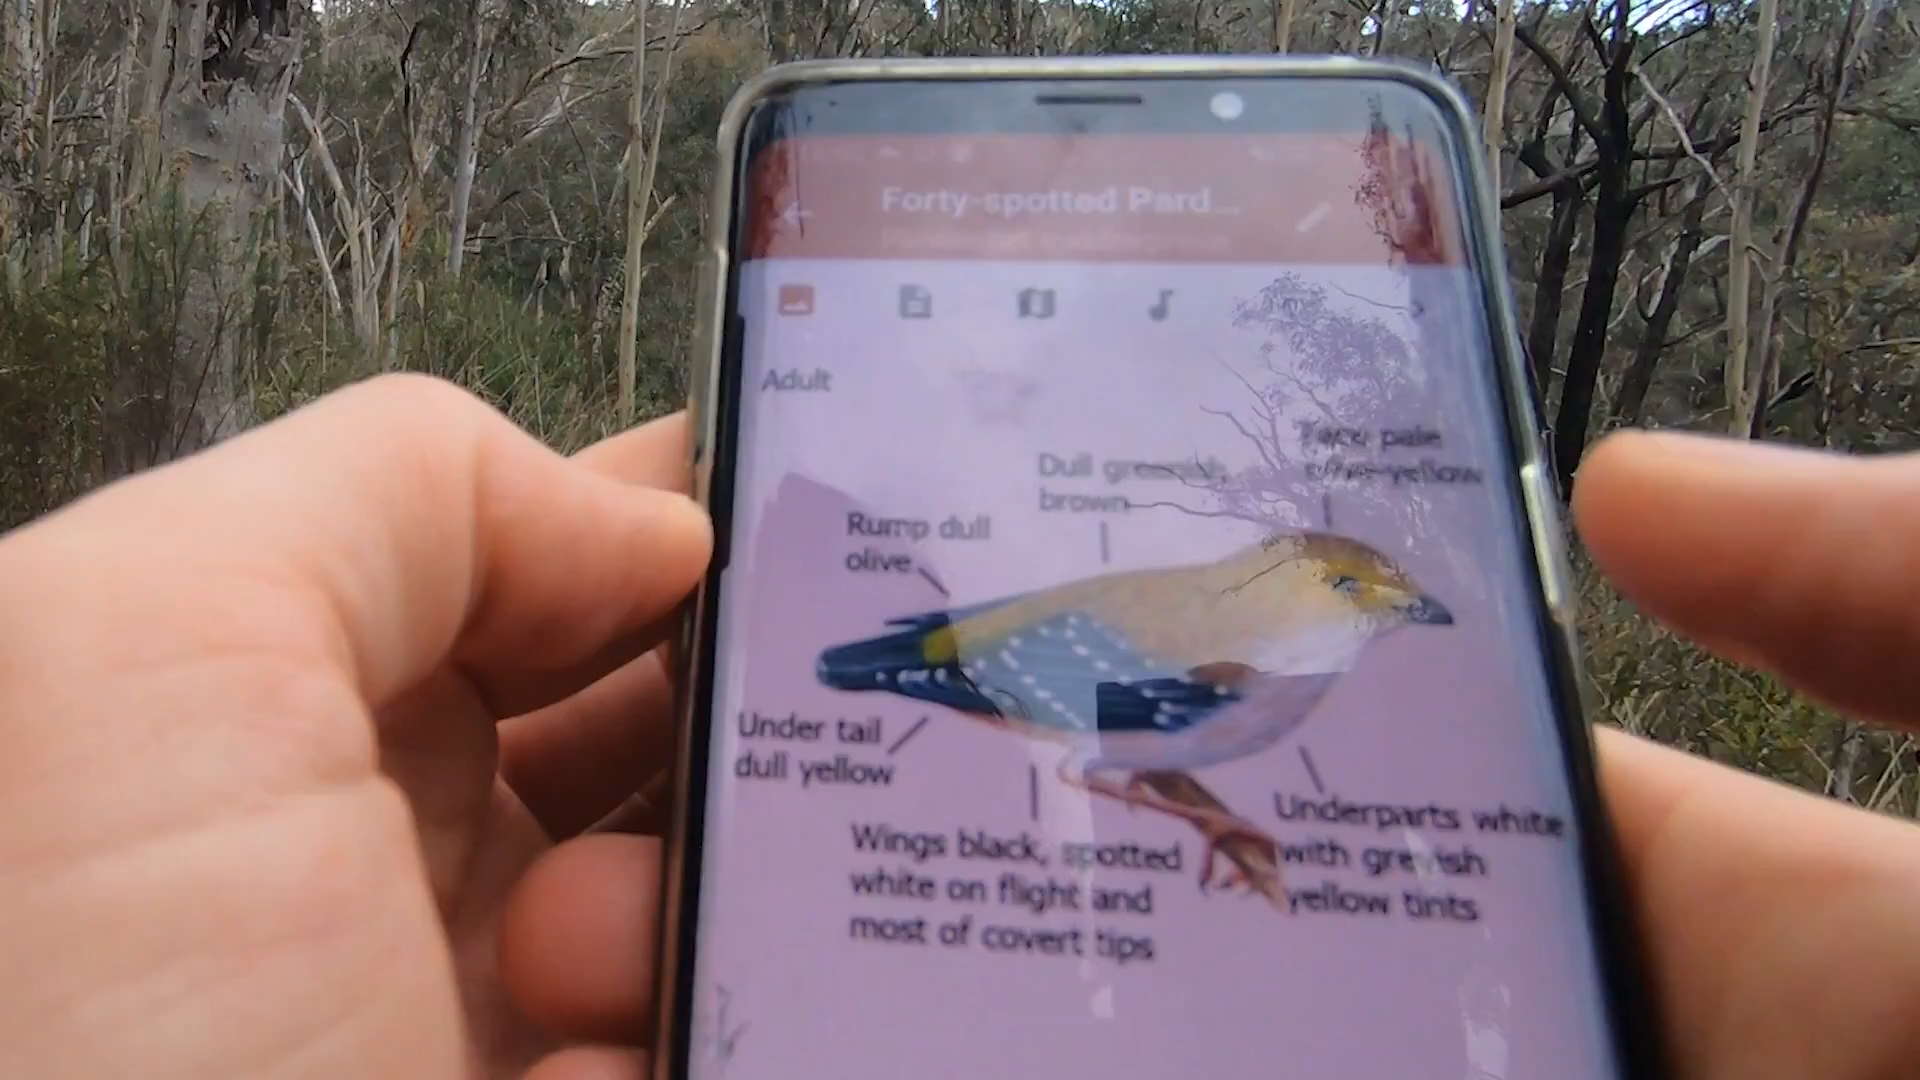 Forty-spotted Pard...
Adult
Face pale
olive-yellow
Dull greenish
brown
Rump dull
olive
Under tail
dull yellow
Underparts white
with greyish
yellow tints
Wings black, spotted
white on flight and
most of covert tips